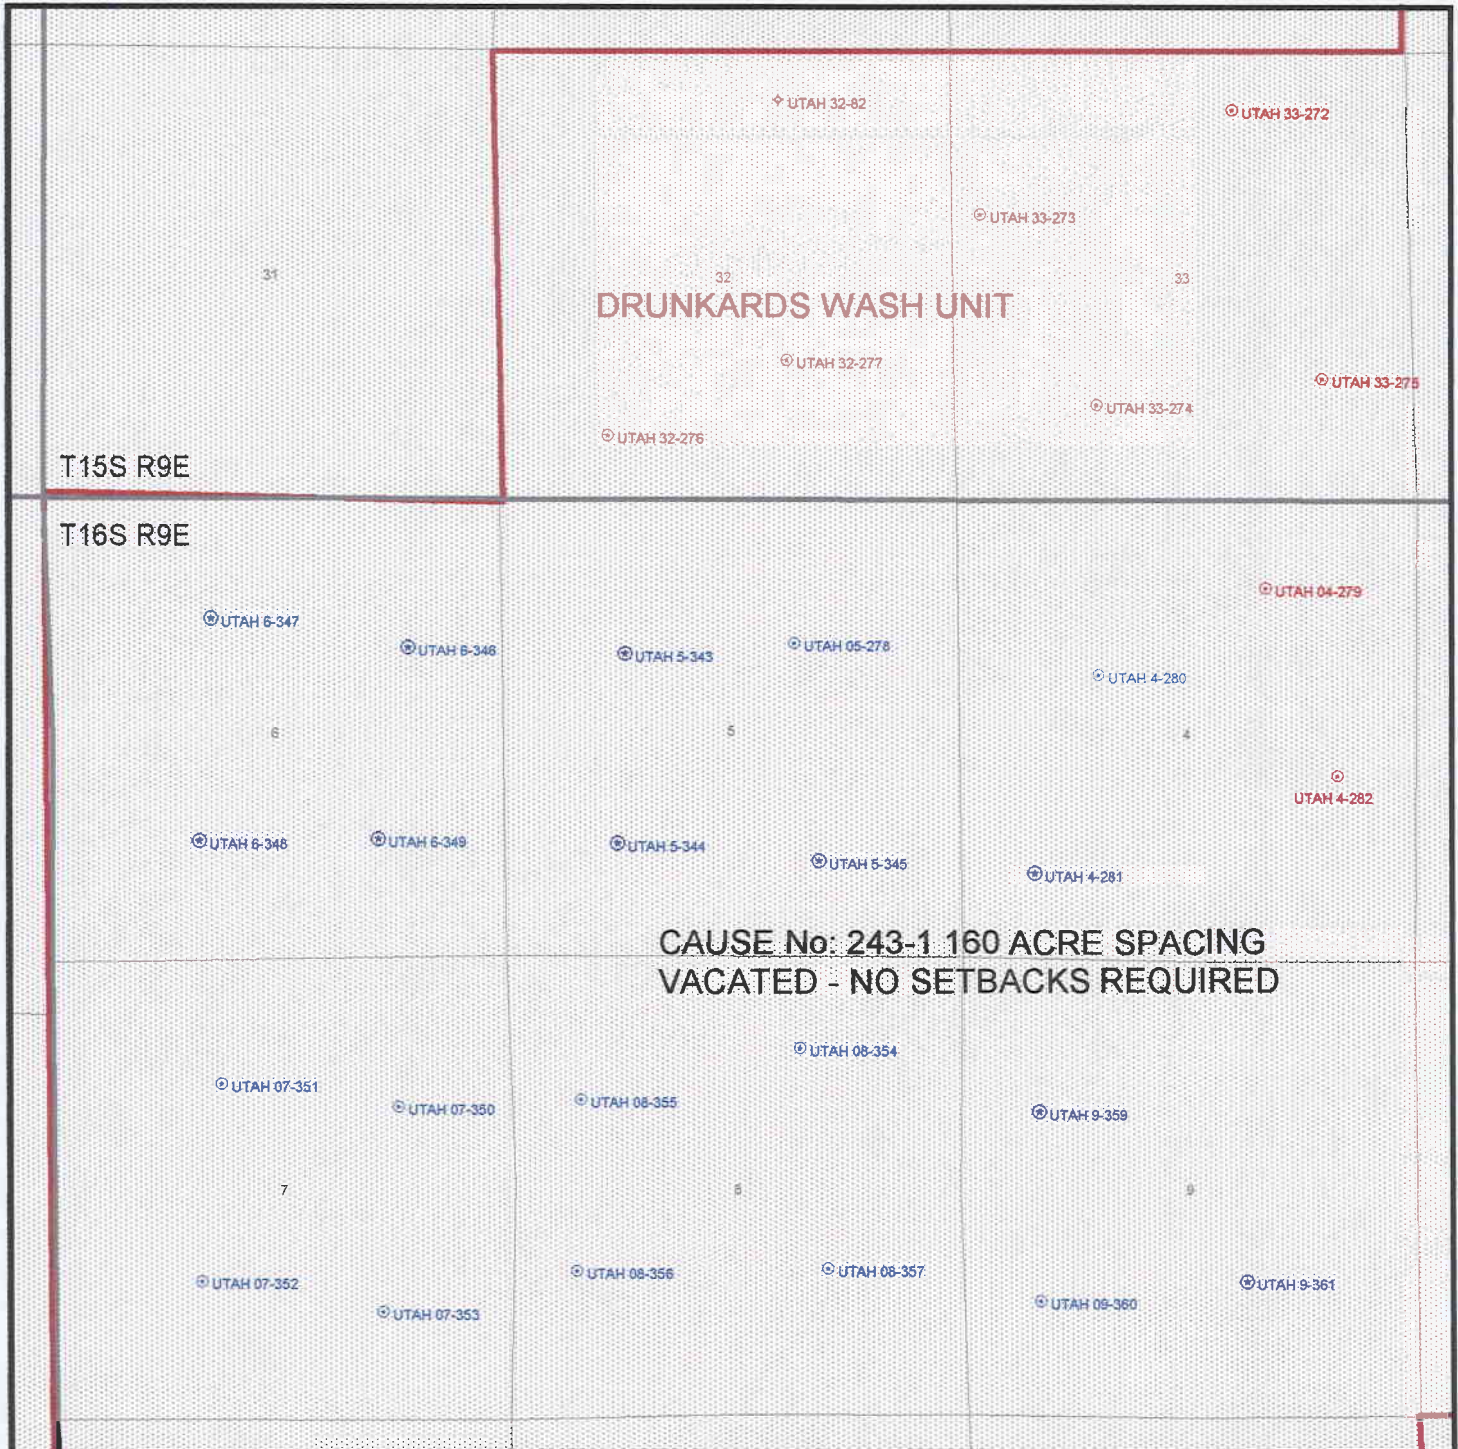 UTAH 32-82
UTAH 33-272
UTAH 33-273
31
32
33
DRUNKARDS WASH UNIT
UTAH 32-277
UTAH 33-275
UTAH 33-274
UTAH 32-276
T15S R9E
T16S R9E
UTAH 04-279
UTAH 6-347
UTAH 6-346
UTAH 5-343
UTAH 05-278
UTAH 4-280
6
5
4
UTAH 4-282
UTAH 6-348
UTAH 6-349
UTAH 5-344
UTAH 5-345
UTAH 4-281
CAUSE No: 243-1 160 ACRE SPACING
VACATED - NO SETBACKS REQUIRED
UTAH 08-354
UTAH 07-351
UTAH 07-350
UTAH 08-355
UTAH 9-359
7
8
9
UTAH 07-352
UTAH 08-356
UTAH 08-357
UTAH 9-361
UTAH 09-360
UTAH 07-353